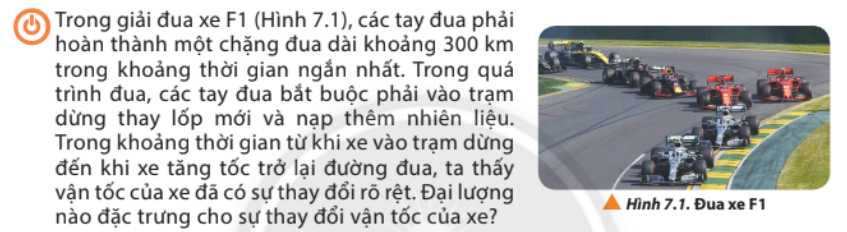 Trong giải đua xe F1 (Hình 7.1), các tay đua phải
hoàn thành một chặng đua dài khoảng 300 km
trong khoảng thời gian ngắn nhất. Trong quá
trình đua, các tay đua bắt buộc phải vào trạm
dừng thay lốp mới và nạp thêm nhiên liệu.
Trong khoảng thời gian từ khi xe vào trạm dừng
đến khi xe tăng tốc trở lại đường đua, ta thấy
vận tốc của xe đã có sự thay đổi rõ rệt. Đại lượng
nào đặc trưng cho sự thay đổi vận tốc của xe?
Hình 7.1. Đua xe F1